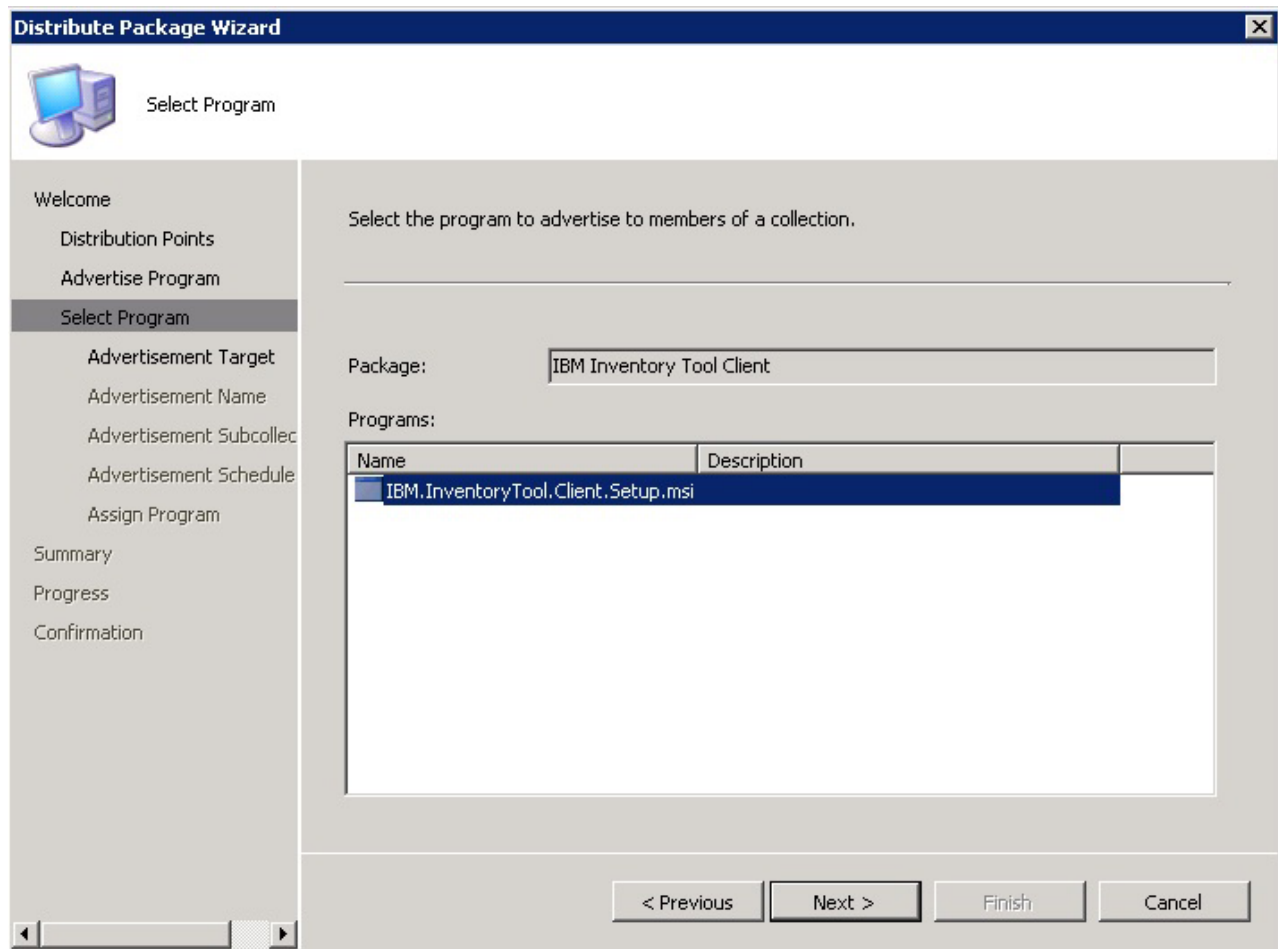 Distribute Package Wizard
Select Program
Welcome
Distribution Points
Advertise Program
Select Program
Advertisement Target
Advertisement Name
Advertisement Subcollec
Advertisement Schedule
Assign Program
Summary
Progress
Confirmation
Select the program to advertise to members of a collection.
Package: IBM Inventory Tool Client
Programs:
Name Description
IBM.InventoryTool.Client.Setup.msi
< Previous Next > Finish Cancel